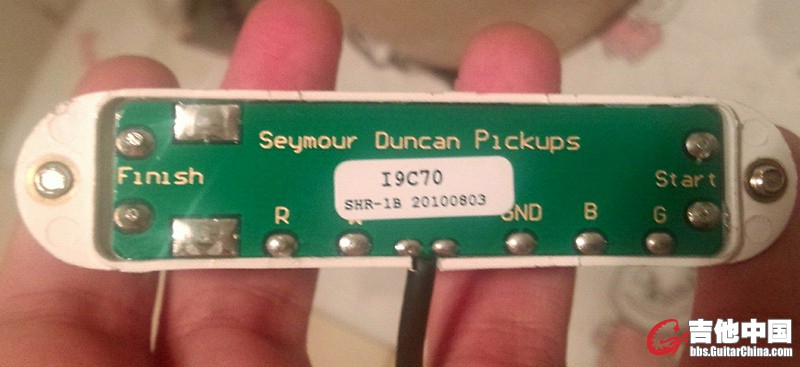 Seymour Duncan Pickups
Finish
Start
I9C70
SHR-1B 20100803
R
GND
B
G
吉他中国
bbs.GuitarChina.com